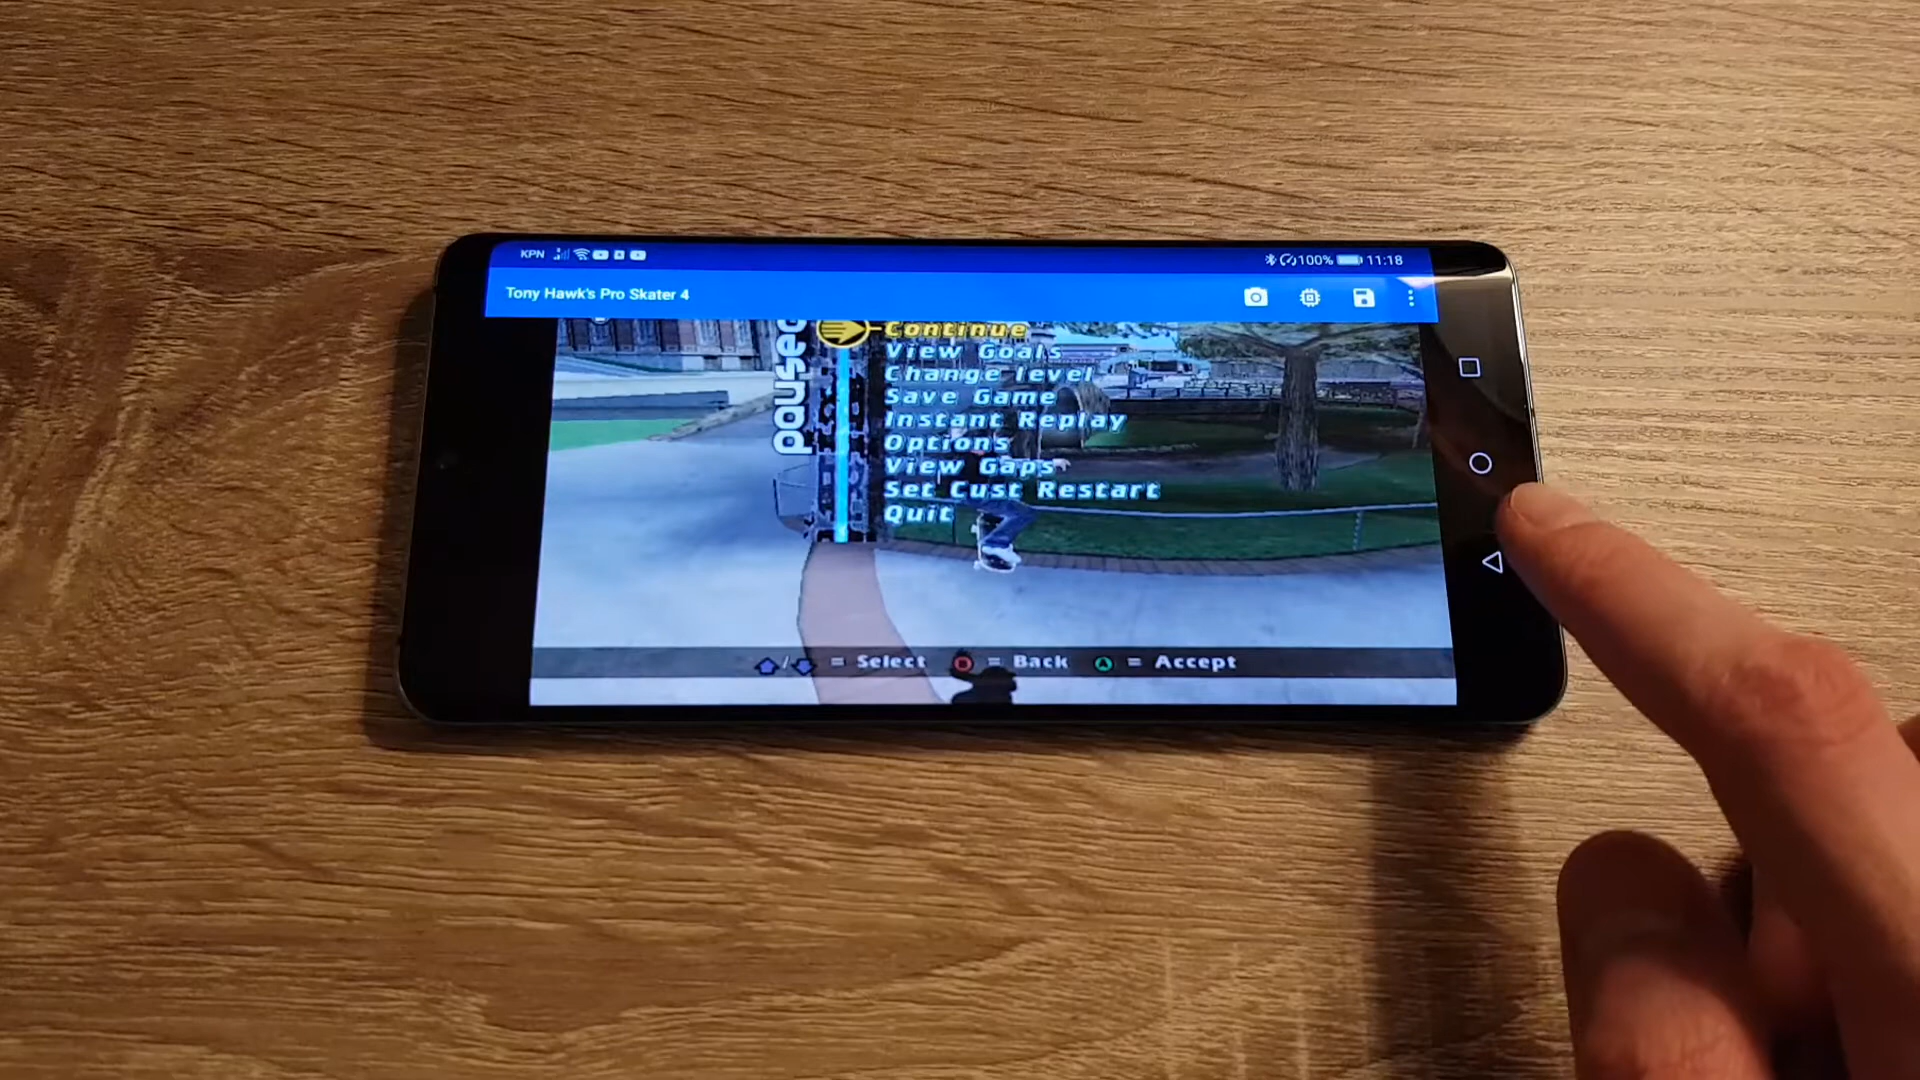 KPN
100% 11:18
Tony Hawk's Pro Skater 4
paused
Continue
View Goals
Change level
Save Game
Instant Replay
Options
View Gaps
Set Cust Restart
Quit
/ = Select = Back = Accept